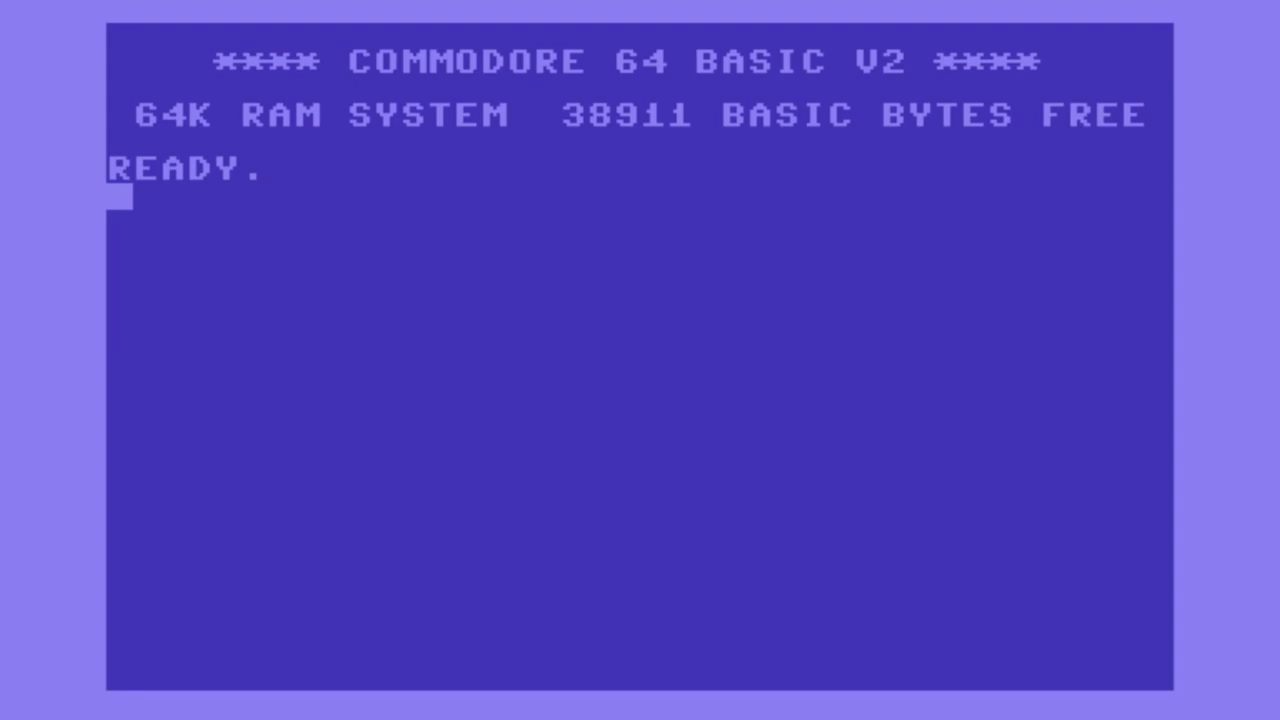 **** COMMODORE 64 BASIC V2 ****
64K RAM SYSTEM  38911 BASIC BYTES FREE
READY.